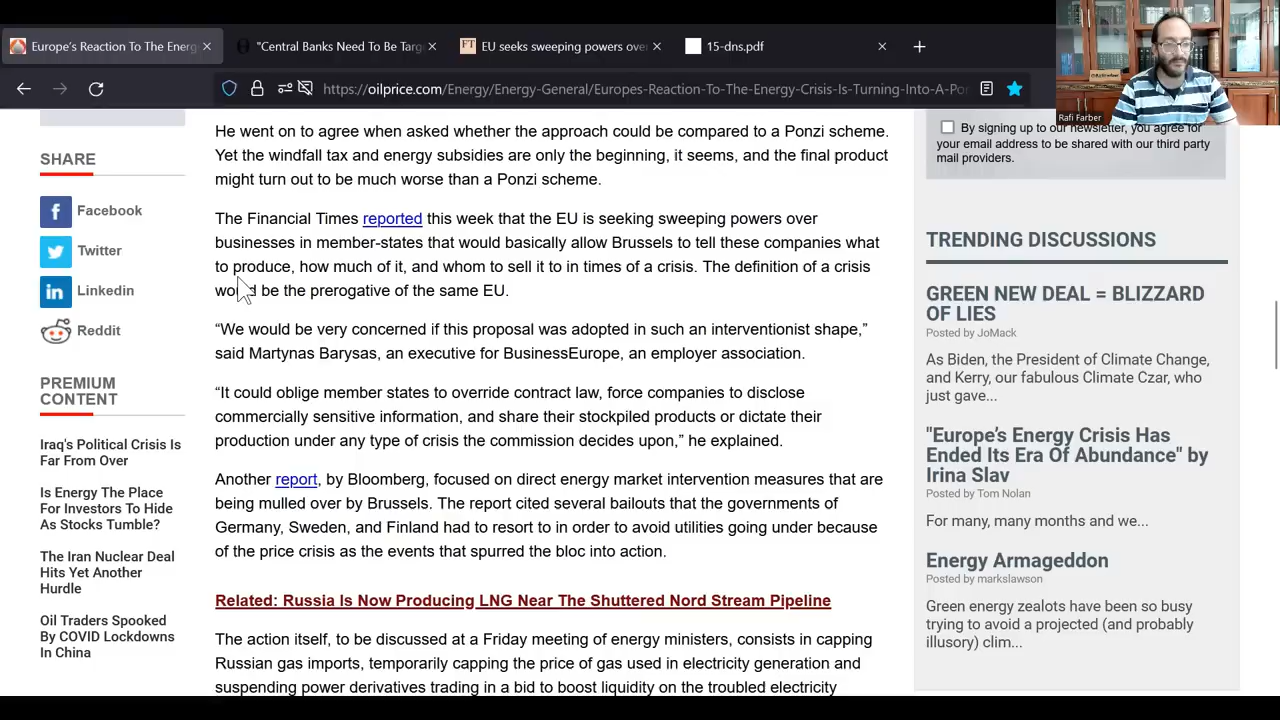 Europe's Reaction To The Energ
"Central Banks Need To Be Targ
FT
EU seeks sweeping powers ove
15-dns.pdf
https://oilprice.com/Energy/Energy-General/Europes-Reaction-To-The-Energy-Crisis-Is-Turning-Into-A-Po
Rafi Farber
SHARE
Facebook
Twitter
Linkedin
Reddit
PREMIUM
CONTENT
Iraq's Political Crisis Is
Far From Over
Is Energy The Place
For Investors To Hide
As Stocks Tumble?
The Iran Nuclear Deal
Hits Yet Another
Hurdle
Oil Traders Spooked
By COVID Lockdowns
In China
He went on to agree when asked whether the approach could be compared to a Ponzi scheme.
Yet the windfall tax and energy subsidies are only the beginning, it seems, and the final product
might turn out to be much worse than a Ponzi scheme.
The Financial Times reported this week that the EU is seeking sweeping powers over
businesses in member-states that would basically allow Brussels to tell these companies what
to produce, how much of it, and whom to sell it to in times of a crisis. The definition of a crisis
would be the prerogative of the same EU.
“We would be very concerned if this proposal was adopted in such an interventionist shape,”
said Martynas Barysas, an executive for BusinessEurope, an employer association.
“It could oblige member states to override contract law, force companies to disclose
commercially sensitive information, and share their stockpiled products or dictate their
production under any type of crisis the commission decides upon,” he explained.
Another report, by Bloomberg, focused on direct energy market intervention measures that are
being mulled over by Brussels. The report cited several bailouts that the governments of
Germany, Sweden, and Finland had to resort to in order to avoid utilities going under because
of the price crisis as the events that spurred the bloc into action.
Related: Russia Is Now Producing LNG Near The Shuttered Nord Stream Pipeline
The action itself, to be discussed at a Friday meeting of energy ministers, consists in capping
Russian gas imports, temporarily capping the price of gas used in electricity generation and
suspending power derivatives trading in a bid to boost liquidity on the troubled electricity
By signing up to our newsletter, you agree for
your email address to be shared with our third party
mail providers.
TRENDING DISCUSSIONS
GREEN NEW DEAL = BLIZZARD
OF LIES
Posted by JoMack
As Biden, the President of Climate Change,
and Kerry, our fabulous Climate Czar, who
just gave...
"Europe’s Energy Crisis Has
Ended Its Era Of Abundance" by
Irina Slav
Posted by Tom Nolan
For many, many months and we...
Energy Armageddon
Posted by markslawson
Green energy zealots have been so busy
trying to avoid a projected (and probably
illusory) clim...